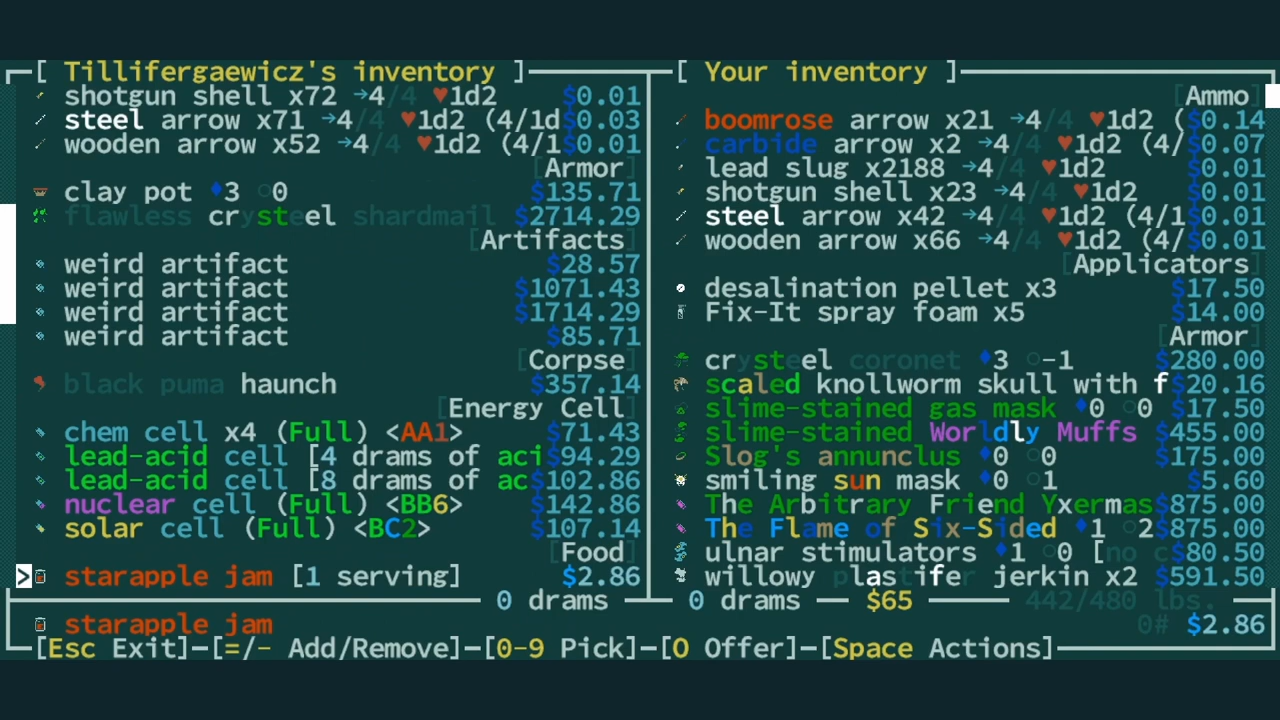 [ Tillifergaewicz's inventory ]
shotgun shell x72 →4/4 ♥1d2 $0.01
steel arrow x71 →4/4 ♥1d2 (4/1d $0.03
wooden arrow x52 →4/4 ♥1d2 (4/1 $0.01
[Armor]
clay pot ♦3 ○0 $135.71
flawless crysteel shardmail $2714.29
[Artifacts]
weird artifact $28.57
weird artifact $1071.43
weird artifact $1714.29
weird artifact $85.71
[Corpse]
black puma haunch $357.14
[Energy Cell]
chem cell x4 (Full) <AA1> $71.43
lead-acid cell [4 drams of aci $94.29
lead-acid cell [8 drams of ac $102.86
nuclear cell (Full) <BB6> $142.86
solar cell (Full) <BC2> $107.14
[Food]
> starapple jam [1 serving] $2.86
[ Your inventory ]
[Ammo]
boomrose arrow x21 →4/4 ♥1d2 ( $0.14
carbide arrow x2 →4/4 ♥1d2 (4/ $0.07
lead slug x2188 →4/4 ♥1d2 $0.01
shotgun shell x23 →4/4 ♥1d2 $0.01
steel arrow x42 →4/4 ♥1d2 (4/1 $0.01
wooden arrow x66 →4/4 ♥1d2 (4/ $0.01
[Applicators]
desalination pellet x3 $17.50
Fix-It spray foam x5 $14.00
[Armor]
crysteel coronet ♦3 ○-1 $280.00
scaled knollworm skull with f $20.16
slime-stained gas mask ♦0 ○0 $17.50
slime-stained Worldly Muffs $455.00
Slog's annunclus ♦0 ○0 $175.00
smiling sun mask ♦0 ○1 $5.60
The Arbitrary Friend Yxermas $875.00
The Flame of Six-Sided ♦1 ○2 $875.00
ulnar stimulators ♦1 ○0 [no c $80.50
willowy plastifer jerkin x2 $591.50
0 drams 0 drams $65 442/480 lbs.
starapple jam 0# $2.86
[Esc Exit]─[=/- Add/Remove]─[0-9 Pick]─[O Offer]─[Space Actions]